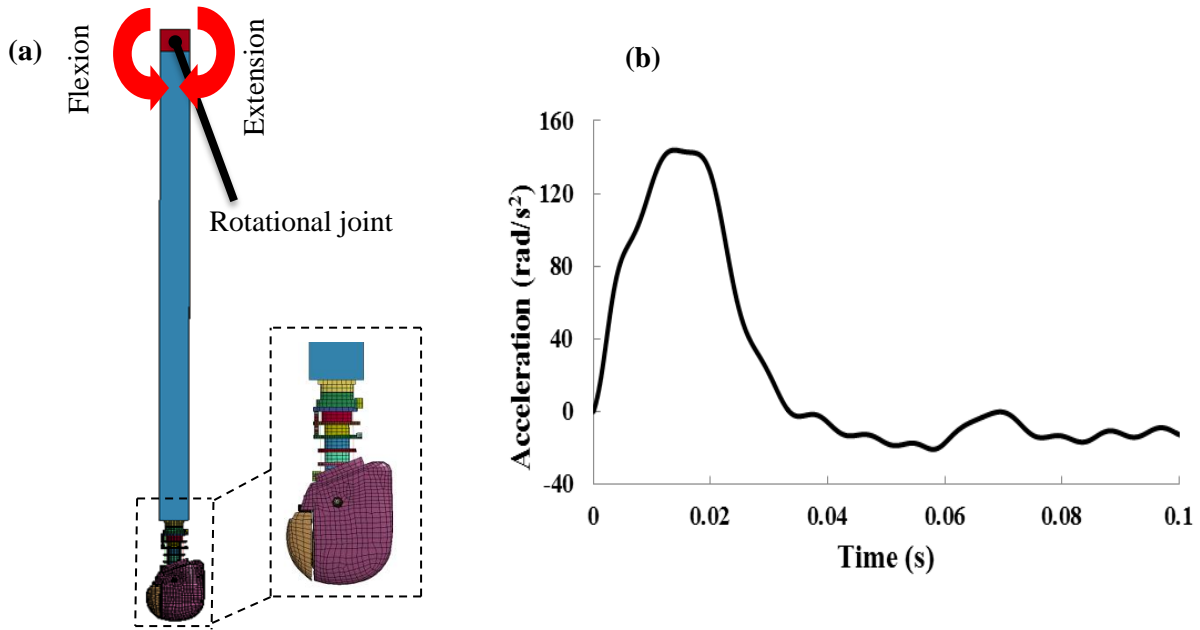 (a)
Flexion
Extension
Rotational joint
(b)
Acceleration (rad/s²)
160
120
80
40
0
-40
0
0.02
0.04
0.06
0.08
0.1
Time (s)